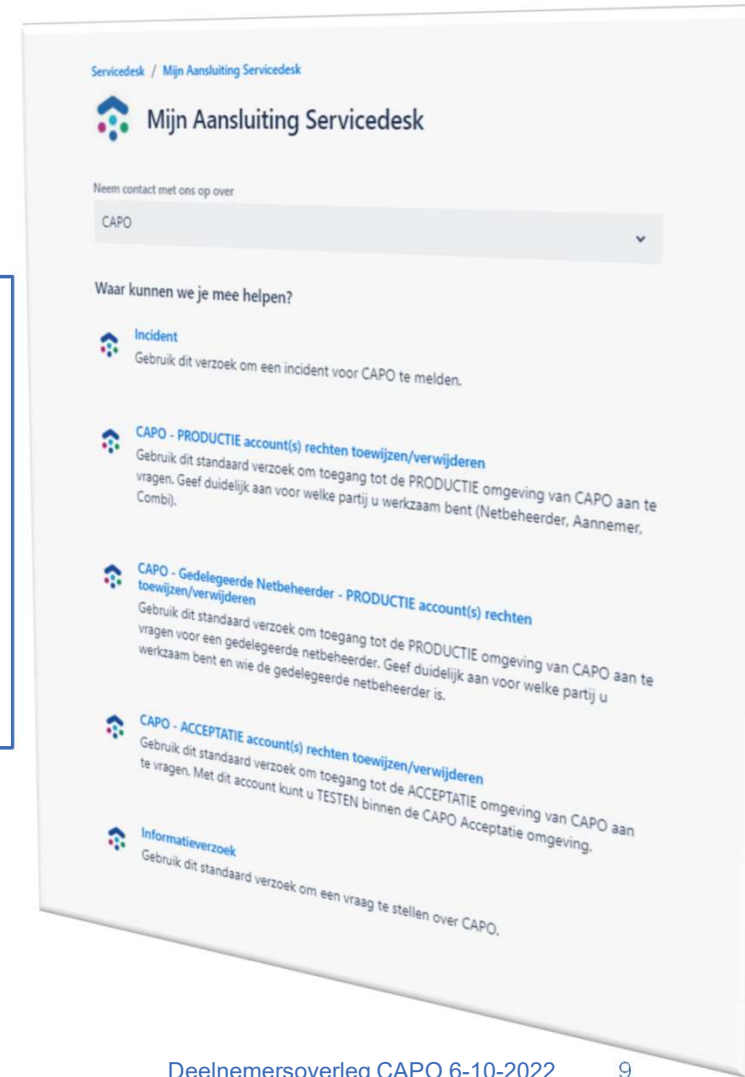 Servicedesk / Mijn Aansluiting Servicedesk
Mijn Aansluiting Servicedesk
Neem contact met ons op over
CAPO
Waar kunnen we je mee helpen?
Incident
Gebruik dit verzoek om een incident voor CAPO te melden.
CAPO - PRODUCTIE account(s) rechten toewijzen/verwijderen
Gebruik dit standaard verzoek om toegang tot de PRODUCTIE omgeving van CAPO aan te
vragen. Geef duidelijk aan voor welke partij u werkzaam bent (Netbeheerder, Aannemer,
Combi).
CAPO - Gedelegeerde Netbeheerder - PRODUCTIE account(s) rechten
toewijzen/verwijderen
Gebruik dit standaard verzoek om toegang tot de PRODUCTIE omgeving van CAPO aan te
vragen voor een gedelegeerde netbeheerder. Geef duidelijk aan voor welke partij u
werkzaam bent en wie de gedelegeerde netbeheerder is.
CAPO - ACCEPTATIE account(s) rechten toewijzen/verwijderen
Gebruik dit standaard verzoek om toegang tot de ACCEPTATIE omgeving van CAPO aan
te vragen. Met dit account kunt u TESTEN binnen de CAPO Acceptatie omgeving.
Informatieverzoek
Gebruik dit standaard verzoek om een vraag te stellen over CAPO.
Deelnemersoverleg CAPO 6-10-2022 9